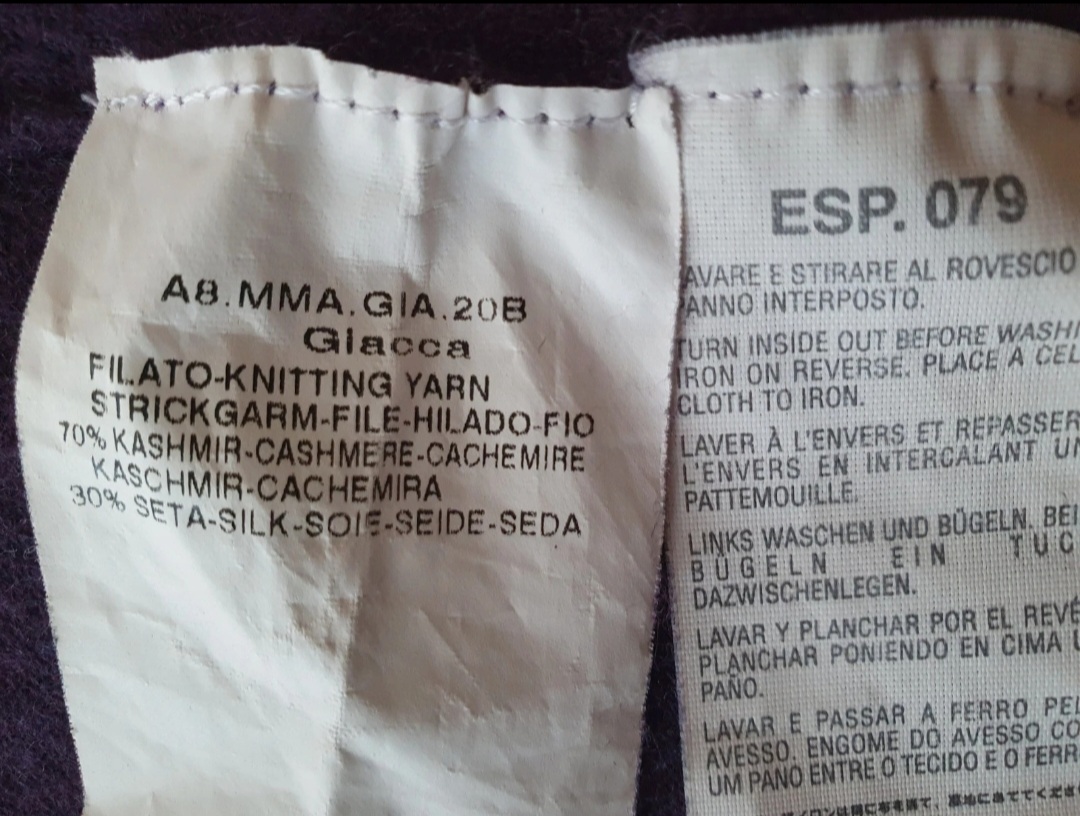 A8.MMA.GIA.20B
Giacca
FILATO-KNITTING YARN
STRICKGARM-FILE-HILADO-FIO
70% KASHMIR-CASHMERE-CACHEMIRE
KASCHMIR-CACHEMIRA
30% SETA-SILK-SOIE-SEIDE-SEDA
ESP. 079
AVARE E STIRARE AL ROVESCIO
ANNO INTERPOSTO.
TURN INSIDE OUT BEFORE WASHI
IRON ON REVERSE. PLACE A CEL
CLOTH TO IRON.
LAVER À L'ENVERS ET REPASSER
L'ENVERS EN INTERCALANT UN
PATTEMOUILLE.
LINKS WASCHEN UND BÜGELN. BEI
BÜGELN EIN TUC
DAZWISCHENLEGEN.
LAVAR Y PLANCHAR POR EL REVÉ
PLANCHAR PONIENDO EN CIMA U
PAÑO.
LAVAR E PASSAR A FERRO PEL
AVESSO. ENGOME DO AVESSO CO
UM PANO ENTRE O TECIDO E O FERR